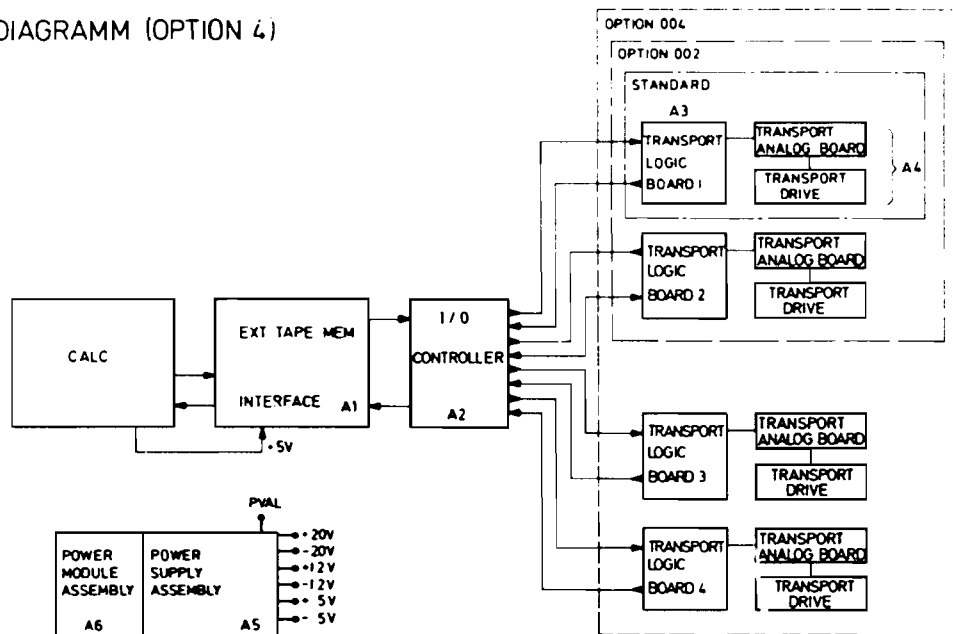 DIAGRAMM (OPTION 4)
OPTION 004
OPTION 002
STANDARD
A3
TRANSPORT
LOGIC
BOARD 1
TRANSPORT
ANALOG BOARD
TRANSPORT
DRIVE
A4
TRANSPORT
LOGIC
BOARD 2
TRANSPORT
ANALOG BOARD
TRANSPORT
DRIVE
CALC
EXT TAPE MEM
INTERFACE A1
+5V
I/O
CONTROLLER
A2
TRANSPORT
LOGIC
BOARD 3
TRANSPORT
ANALOG BOARD
TRANSPORT
DRIVE
TRANSPORT
LOGIC
BOARD 4
TRANSPORT
ANALOG BOARD
TRANSPORT
DRIVE
PVAL
POWER
MODULE
ASSEMBLY
A6
POWER
SUPPLY
ASSEMBLY
A5
+20V
-20V
+12V
-12V
+ 5V
- 5V